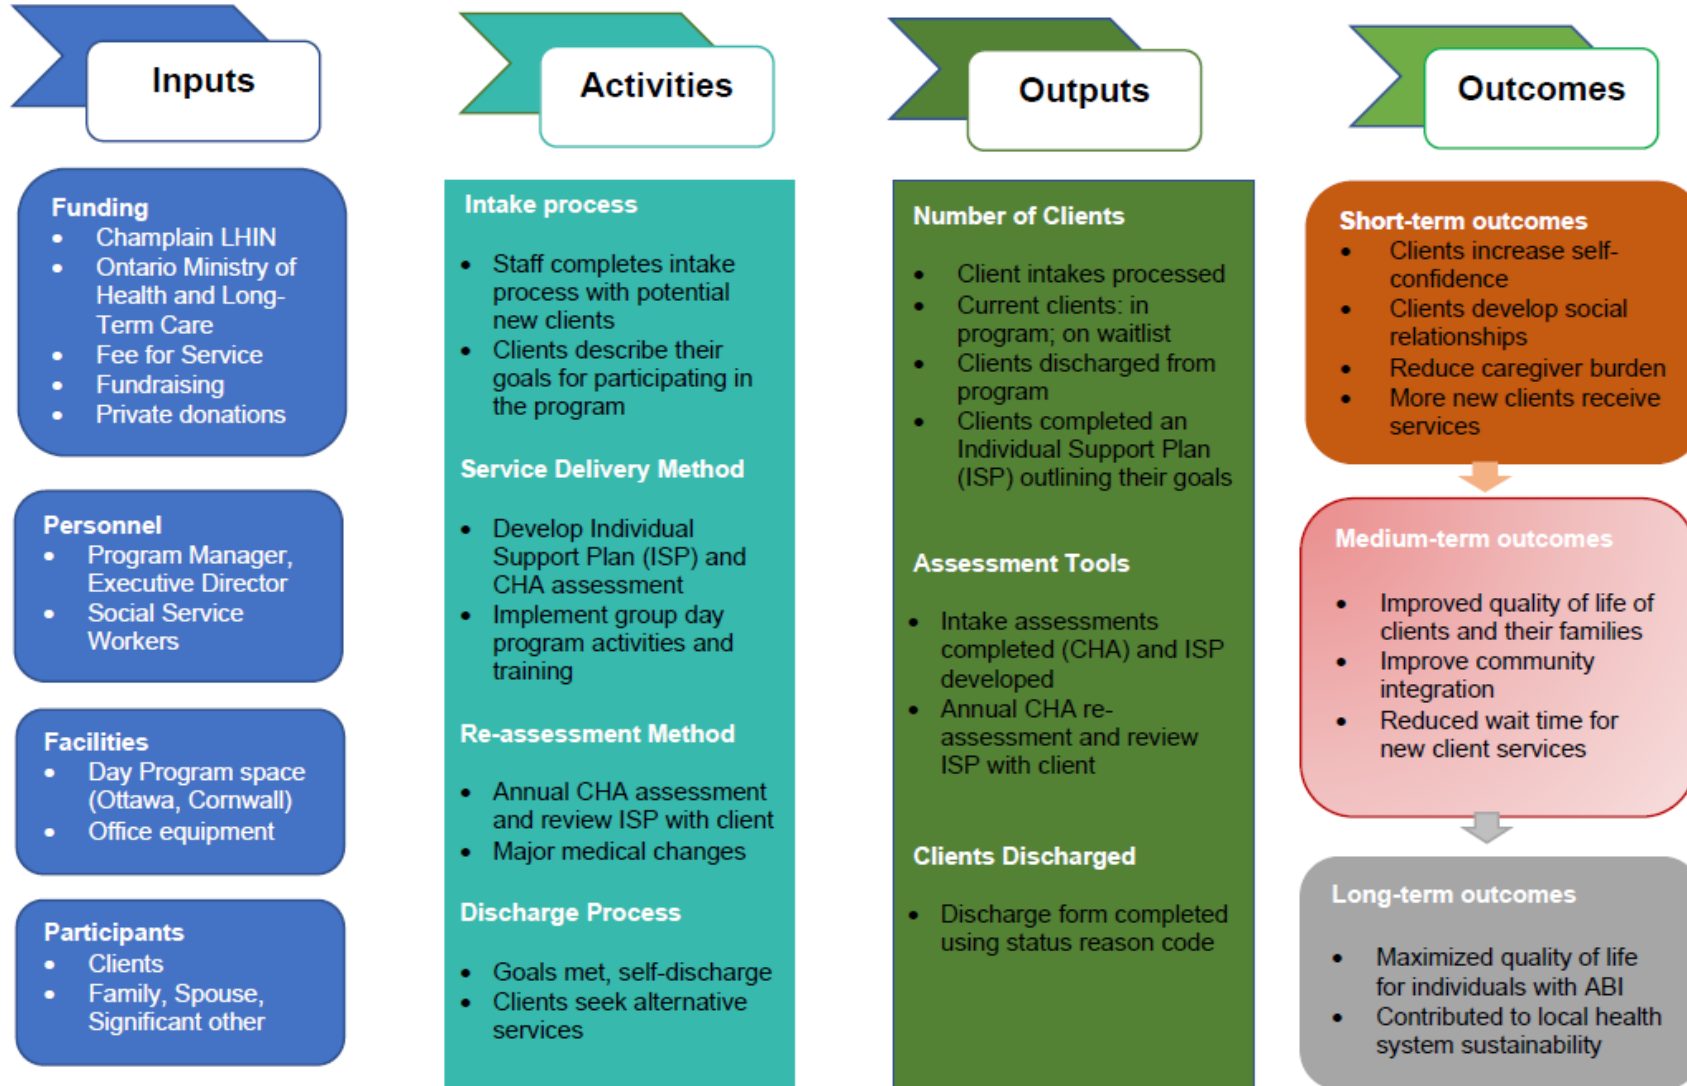 Inputs
Funding
• Champlain LHIN
• Ontario Ministry of
Health and Long-
Term Care
• Fee for Service
• Fundraising
• Private donations
Personnel
• Program Manager,
Executive Director
• Social Service
Workers
Facilities
• Day Program space
(Ottawa, Cornwall)
• Office equipment
Participants
• Clients
• Family, Spouse,
Significant other
Activities
Intake process
• Staff completes intake
process with potential
new clients
• Clients describe their
goals for participating in
the program
Service Delivery Method
• Develop Individual
Support Plan (ISP) and
CHA assessment
• Implement group day
program activities and
training
Re-assessment Method
• Annual CHA assessment
and review ISP with client
• Major medical changes
Discharge Process
• Goals met, self-discharge
• Clients seek alternative
services
Outputs
Number of Clients
• Client intakes processed
• Current clients: in
program; on waitlist
• Clients discharged from
program
• Clients completed an
Individual Support Plan
(ISP) outlining their goals
Assessment Tools
• Intake assessments
completed (CHA) and ISP
developed
• Annual CHA re-
assessment and review
ISP with client
Clients Discharged
• Discharge form completed
using status reason code
Outcomes
Short-term outcomes
• Clients increase self-
confidence
• Clients develop social
relationships
• Reduce caregiver burden
• More new clients receive
services
Medium-term outcomes
• Improved quality of life of
clients and their families
• Improve community
integration
• Reduced wait time for
new client services
Long-term outcomes
• Maximized quality of life
for individuals with ABI
• Contributed to local health
system sustainability